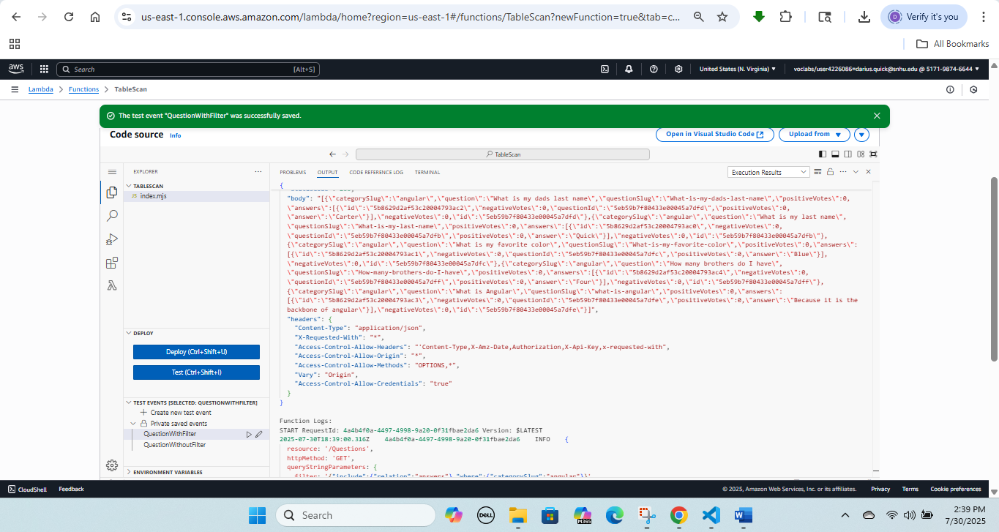 us-east-1.console.aws.amazon.com/lambda/home?region=us-east-1#/functions/TableScan?newFunction=true&tab=c...
D
Verify it's you
All Bookmarks
aws
Search
[Alt+S]
United States (N. Virginia)
voclabs/user4226086=darius.quick@snhu.edu @ 5171-9874-6644
Lambda
Functions
TableScan
The test event "QuestionWithFilter" was successfully saved.
Code source
Info
Open in Visual Studio Code
Upload from
TableScan
EXPLORER
PROBLEMS
OUTPUT
CODE REFERENCE LOG
TERMINAL
Execution Results
TABLESCAN
JS index.mjs
{
"body": "[{\"categorySlug\":\"angular\",\"question\":\"What is my dads last name\",\"questionSlug\":\"What-is-my-dads-last-name\",\"positiveVotes\":0,
\"answers\":[{\"id\":\"5b8629d2af53c20004793ac2\",\"negativeVotes\":0,\"questionId\":\"5eb59b7f80433e00045a7dfd\",\"positiveVotes\":0,
\"answer\":\"Carter\"}],\"negativeVotes\":0,\"id\":\"5eb59b7f80433e00045a7dfd\"},{\"categorySlug\":\"angular\",\"question\":\"What is my last name\",
\"questionSlug\":\"What-is-my-last-name\",\"positiveVotes\":0,\"answers\":[{\"id\":\"5b8629d2af53c20004793ac0\",\"negativeVotes\":0,
\"questionId\":\"5eb59b7f80433e00045a7dfb\",\"positiveVotes\":0,\"answer\":\"Quick\"}],\"negativeVotes\":0,\"id\":\"5eb59b7f80433e00045a7dfb\"},
{\"categorySlug\":\"angular\",\"question\":\"What is my favorite color\",\"questionSlug\":\"What-is-my-favorite-color\",\"positiveVotes\":0,\"answers\":
[{\"id\":\"5b8629d2af53c20004793ac1\",\"negativeVotes\":0,\"questionId\":\"5eb59b7f80433e00045a7dfc\",\"positiveVotes\":0,\"answer\":\"Blue\"}],
\"negativeVotes\":0,\"id\":\"5eb59b7f80433e00045a7dfc\"},{\"categorySlug\":\"angular\",\"question\":\"How many brothers do I have\",
\"questionSlug\":\"How-many-brothers-do-I-have\",\"positiveVotes\":0,\"answers\":[{\"id\":\"5b8629d2af53c20004793ac4\",\"negativeVotes\":0,
\"questionId\":\"5eb59b7f80433e00045a7dff\",\"positiveVotes\":0,\"answer\":\"Four\"}],\"negativeVotes\":0,\"id\":\"5eb59b7f80433e00045a7dff\"},
{\"categorySlug\":\"angular\",\"question\":\"What is Angular\",\"questionSlug\":\"what-is-angular\",\"positiveVotes\":0,\"answers\":
[{\"id\":\"5b8629d2af53c20004793ac3\",\"negativeVotes\":0,\"questionId\":\"5eb59b7f80433e00045a7dfe\",\"positiveVotes\":0,\"answer\":\"Because it is the
backbone of angular\"}],\"negativeVotes\":0,\"id\":\"5eb59b7f80433e00045a7dfe\"}]",
"headers": {
"Content-Type": "application/json",
"X-Requested-With": "*",
"Access-Control-Allow-Headers": "'Content-Type,X-Amz-Date,Authorization,X-Api-Key,x-requested-with",
"Access-Control-Allow-Origin": "*",
"Access-Control-Allow-Methods": "OPTIONS,*",
"Vary": "Origin",
"Access-Control-Allow-Credentials": "true"
}
}
Function Logs:
START RequestId: 4a4b4f0a-4497-4998-9a20-0f31fbae2da6 Version: $LATEST
2025-07-30T18:39:00.316Z 4a4b4f0a-4497-4998-9a20-0f31fbae2da6 INFO {
resource: '/Questions',
httpMethod: 'GET',
queryStringParameters: {
filter: '{"include":{"relation":"answers"},"where":{"categorySlug":"angular"}}'
DEPLOY
Deploy (Ctrl+Shift+U)
Test (Ctrl+Shift+I)
TEST EVENTS [SELECTED: QUESTIONWITHFILTER]
Create new test event
Private saved events
QuestionWithFilter
QuestionWithoutFilter
ENVIRONMENT VARIABLES
CloudShell
Feedback
© 2025, Amazon Web Services, Inc. or its affiliates.
Privacy
Terms
Cookie preferences
Search
DELL
M365
2:39 PM
7/30/2025